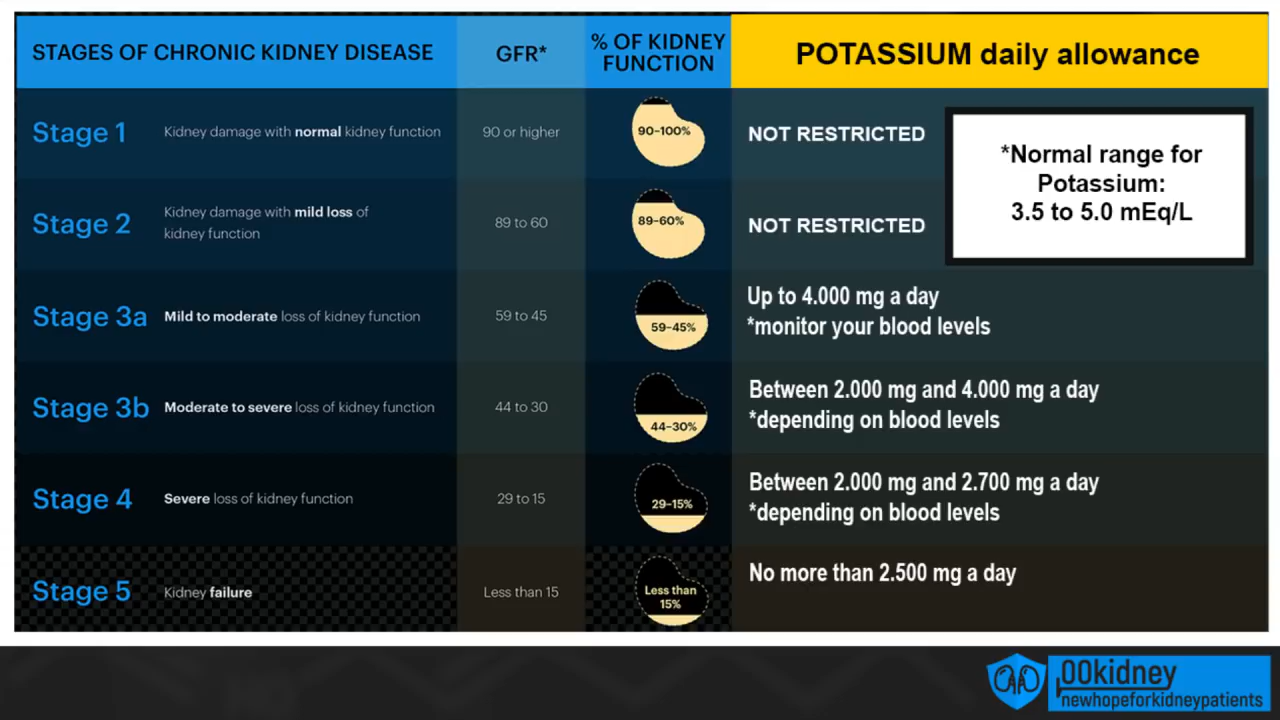 STAGES OF CHRONIC KIDNEY DISEASE
GFR*
% OF KIDNEY
FUNCTION
POTASSIUM daily allowance
Stage 1
Kidney damage with normal kidney function
90 or higher
90–100%
NOT RESTRICTED
*Normal range for
Potassium:
3.5 to 5.0 mEq/L
Stage 2
Kidney damage with mild loss of
kidney function
89 to 60
89–60%
NOT RESTRICTED
Stage 3a
Mild to moderate loss of kidney function
59 to 45
59–45%
Up to 4.000 mg a day
*monitor your blood levels
Stage 3b
Moderate to severe loss of kidney function
44 to 30
44–30%
Between 2.000 mg and 4.000 mg a day
*depending on blood levels
Stage 4
Severe loss of kidney function
29 to 15
29–15%
Between 2.000 mg and 2.700 mg a day
*depending on blood levels
Stage 5
Kidney failure
Less than 15
Less than
15%
No more than 2.500 mg a day
00kidney
newhopeforkidneypatients